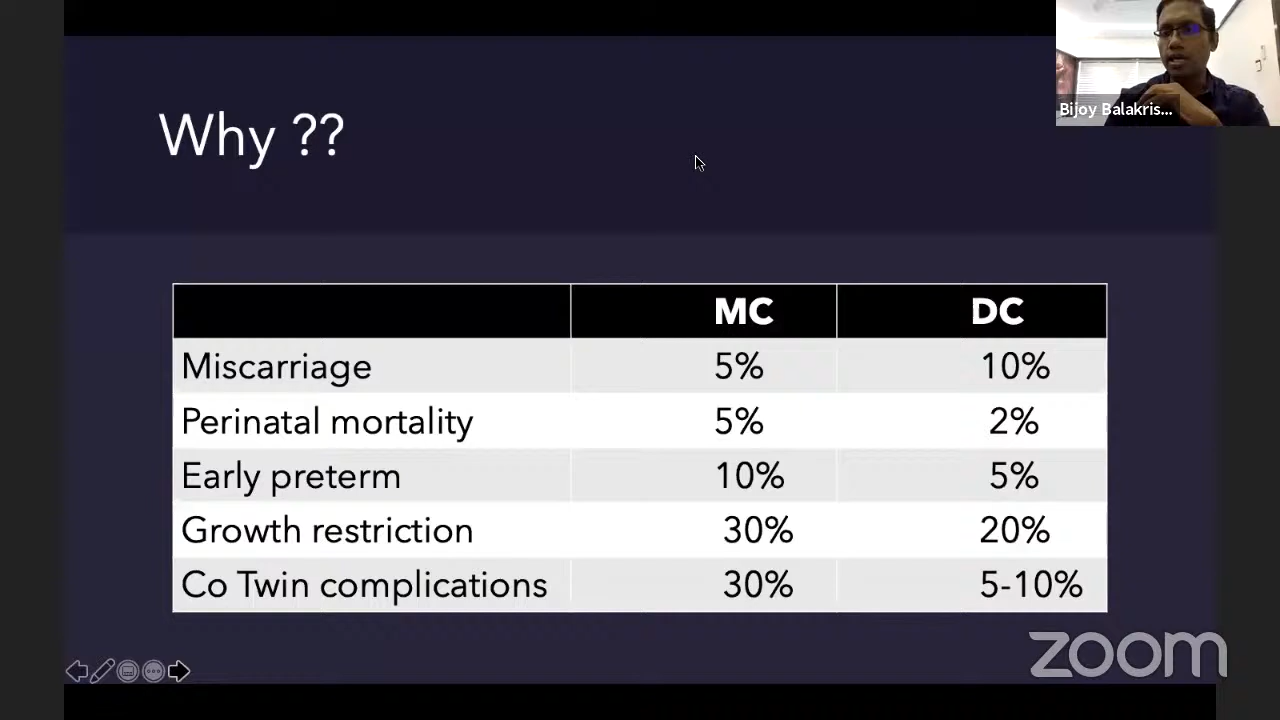 Why ??
Bijoy Balakris...
MC DC
Miscarriage 5% 10%
Perinatal mortality 5% 2%
Early preterm 10% 5%
Growth restriction 30% 20%
Co Twin complications 30% 5-10%
zoom